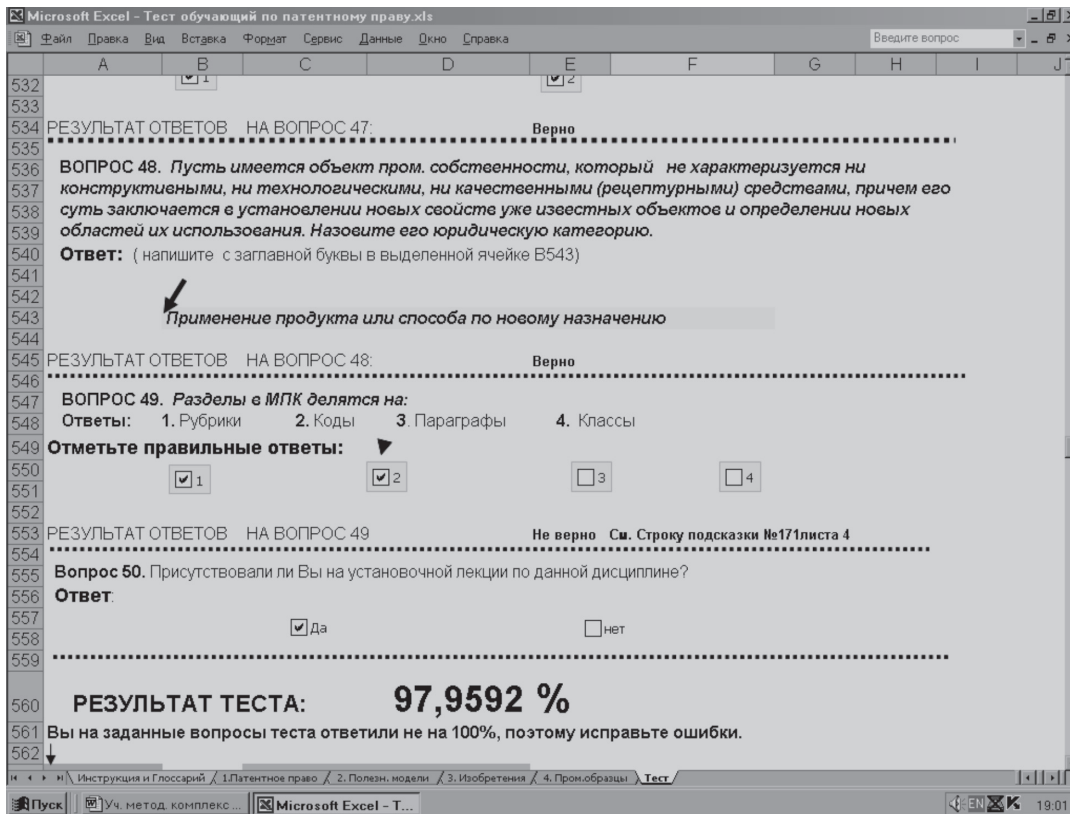 Microsoft Excel - Тест обучающий по патентному праву.xls
Файл Правка Вид Вставка Формат Сервис Данные Окно Справка Введите вопрос
A B C D E F G H I J
532 1 2
533
534 РЕЗУЛЬТАТ ОТВЕТОВ НА ВОПРОС 47: Верно
535
536 ВОПРОС 48. Пусть имеется объект пром. собственности, который не характеризуется ни
537 конструктивными, ни технологическими, ни качественными (рецептурными) средствами, причем его
538 суть заключается в установлении новых свойств уже известных объектов и определении новых
539 областей их использования. Назовите его юридическую категорию.
540 Ответ: ( напишите с заглавной буквы в выделенной ячейке B543)
541
542
543 Применение продукта или способа по новому назначению
544
545 РЕЗУЛЬТАТ ОТВЕТОВ НА ВОПРОС 48: Верно
546
547 ВОПРОС 49. Разделы в МПК делятся на:
548 Ответы: 1. Рубрики 2. Коды 3. Параграфы 4. Классы
549 Отметьте правильные ответы:
550
551 1 2 3 4
552
553 РЕЗУЛЬТАТ ОТВЕТОВ НА ВОПРОС 49 Не верно См. Строку подсказки №171листа 4
554
555 Вопрос 50. Присутствовали ли Вы на установочной лекции по данной дисциплине?
556 Ответ:
557
558 Да нет
559
560 РЕЗУЛЬТАТ ТЕСТА: 97,9592 %
561 Вы на заданные вопросы теста ответили не на 100%, поэтому исправьте ошибки.
562
Инструкция и Глоссарий / 1.Патентное право / 2. Полезн. модели / 3. Изобретения / 4. Пром.образцы \ Тест /
Пуск Уч. метод. комплекс ... Microsoft Excel - Т... EN K 19:01